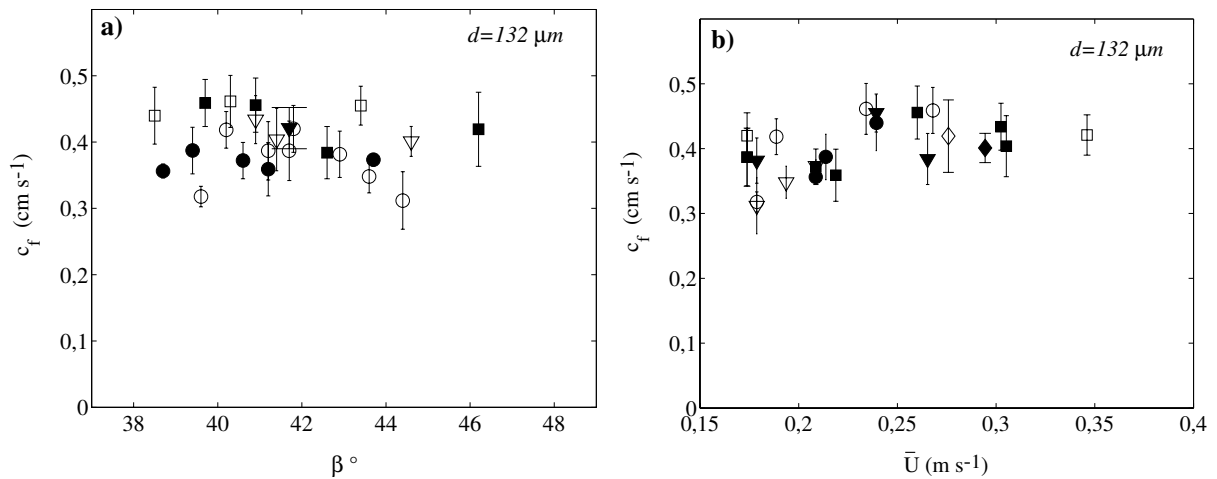 a)
d=132 μm
0,5
0,4
0,3
0,2
0,1
0
c_f (cm s-1)
38 40 42 44 46 48
β °
b)
d=132 μm
0,5
0,4
0,3
0,2
0,1
0
c_f (cm s-1)
0,15 0,2 0,25 0,3 0,35 0,4
Ū (m s-1)